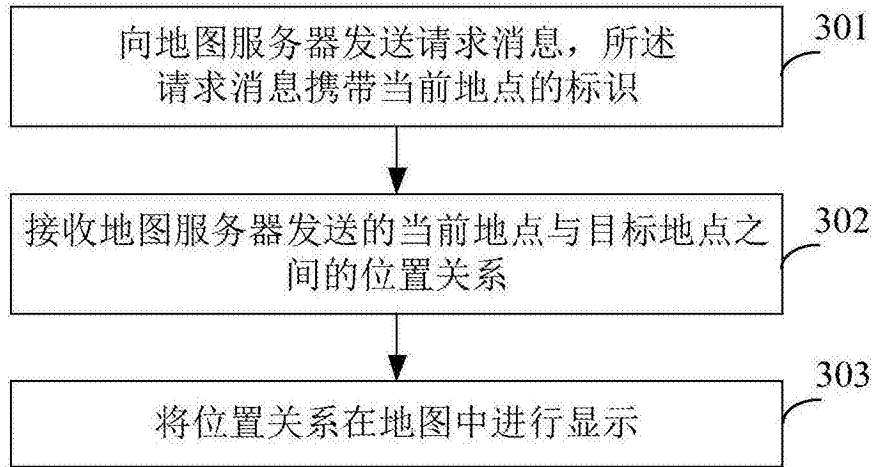 向地图服务器发送请求消息，所述
请求消息携带当前地点的标识
301
接收地图服务器发送的当前地点与目标地点之
间的位置关系
302
将位置关系在地图中进行显示
303